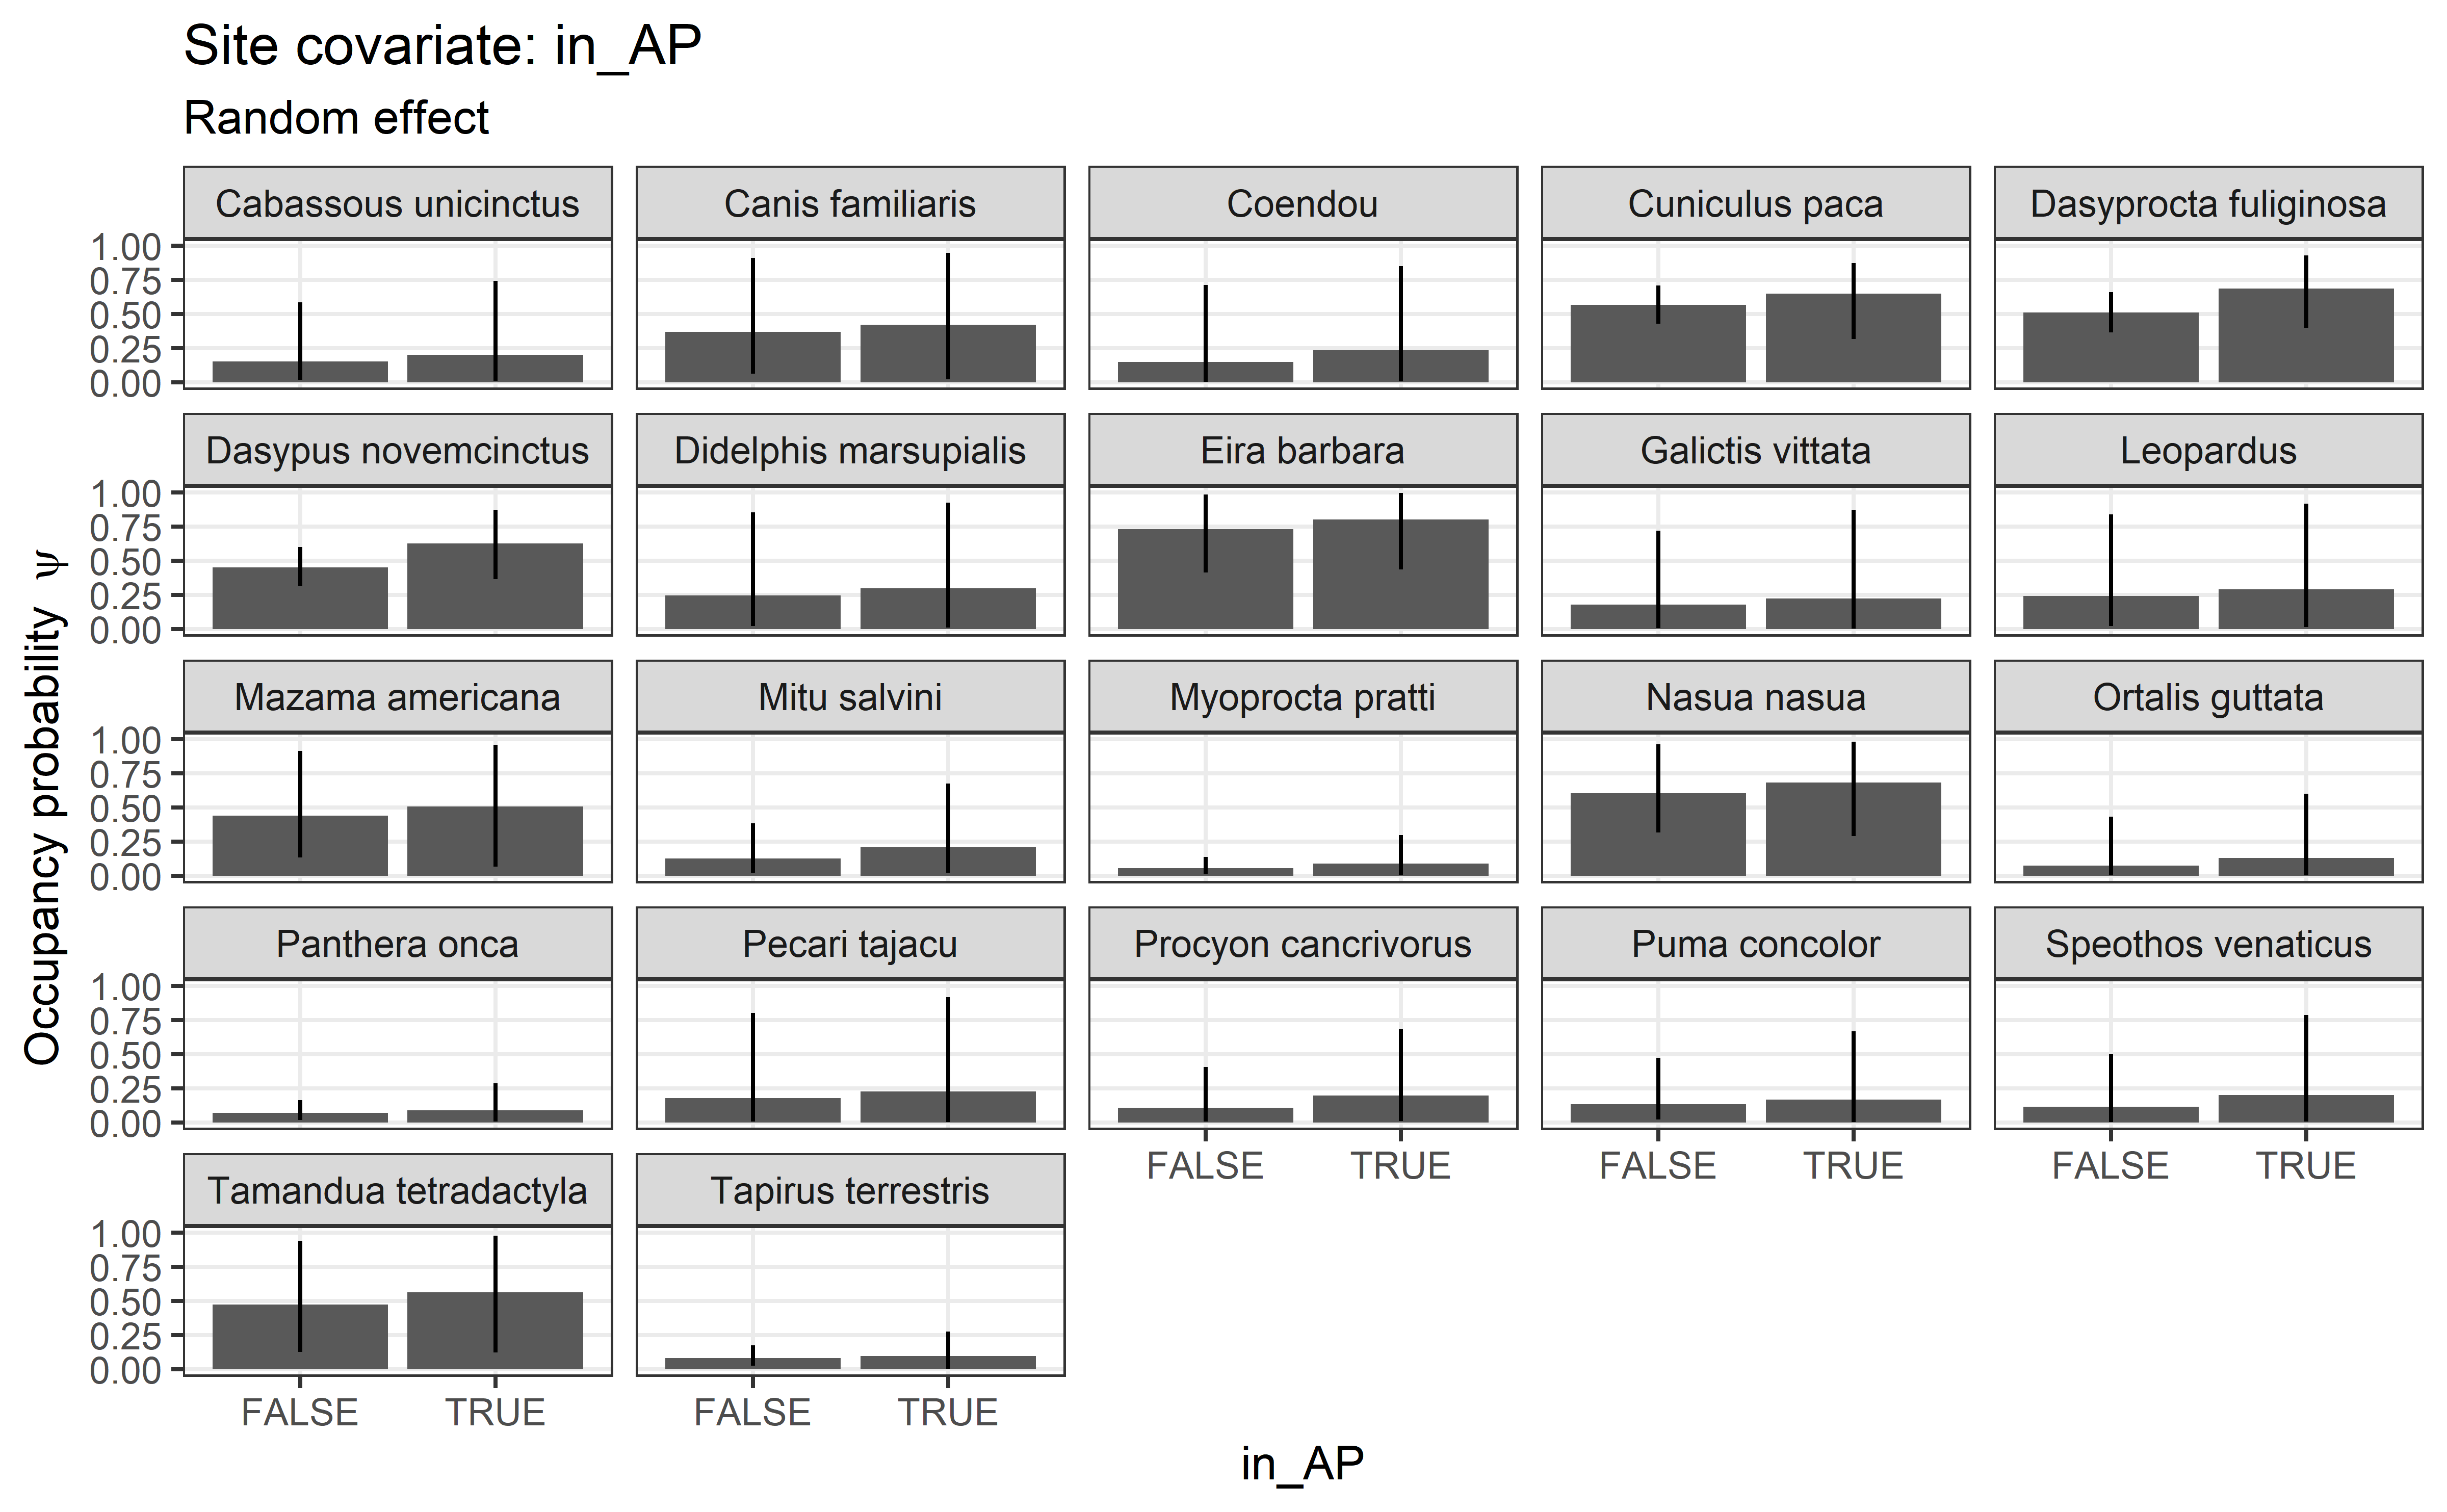 Site covariate: in_AP
Random effect
Cabassous unicinctus
Canis familiaris
Coendou
Cuniculus paca
Dasyprocta fuliginosa
1.00
0.75
0.50
0.25
0.00
Dasypus novemcinctus
Didelphis marsupialis
Eira barbara
Galictis vittata
Leopardus
1.00
0.75
0.50
0.25
0.00
Mazama americana
Mitu salvini
Myoprocta pratti
Nasua nasua
Ortalis guttata
1.00
0.75
0.50
0.25
0.00
Panthera onca
Pecari tajacu
Procyon cancrivorus
Puma concolor
Speothos venaticus
1.00
0.75
0.50
0.25
0.00
FALSE TRUE
FALSE TRUE
FALSE TRUE
Tamandua tetradactyla
Tapirus terrestris
1.00
0.75
0.50
0.25
0.00
FALSE TRUE
FALSE TRUE
Occupancy probability ψ
in_AP